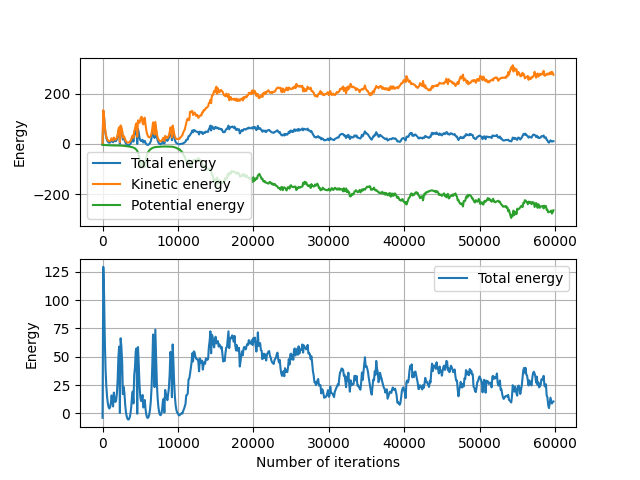 200
0
−200
Energy
Total energy
Kinetic energy
Potential energy
0 10000 20000 30000 40000 50000 60000
125
100
75
50
25
0
Energy
Total energy
0 10000 20000 30000 40000 50000 60000
Number of iterations